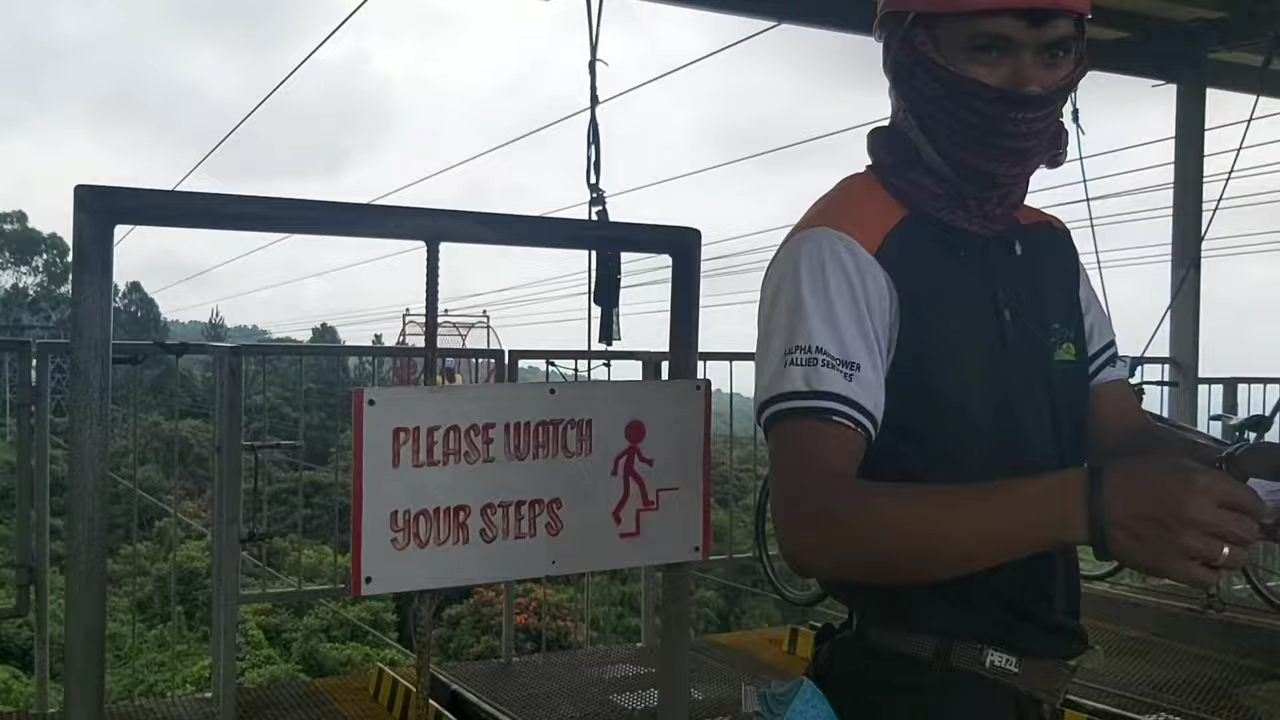 PLEASE WATCH
YOUR STEPS
ALPHA MANPOWER
& ALLIED SERVICES
PETZL